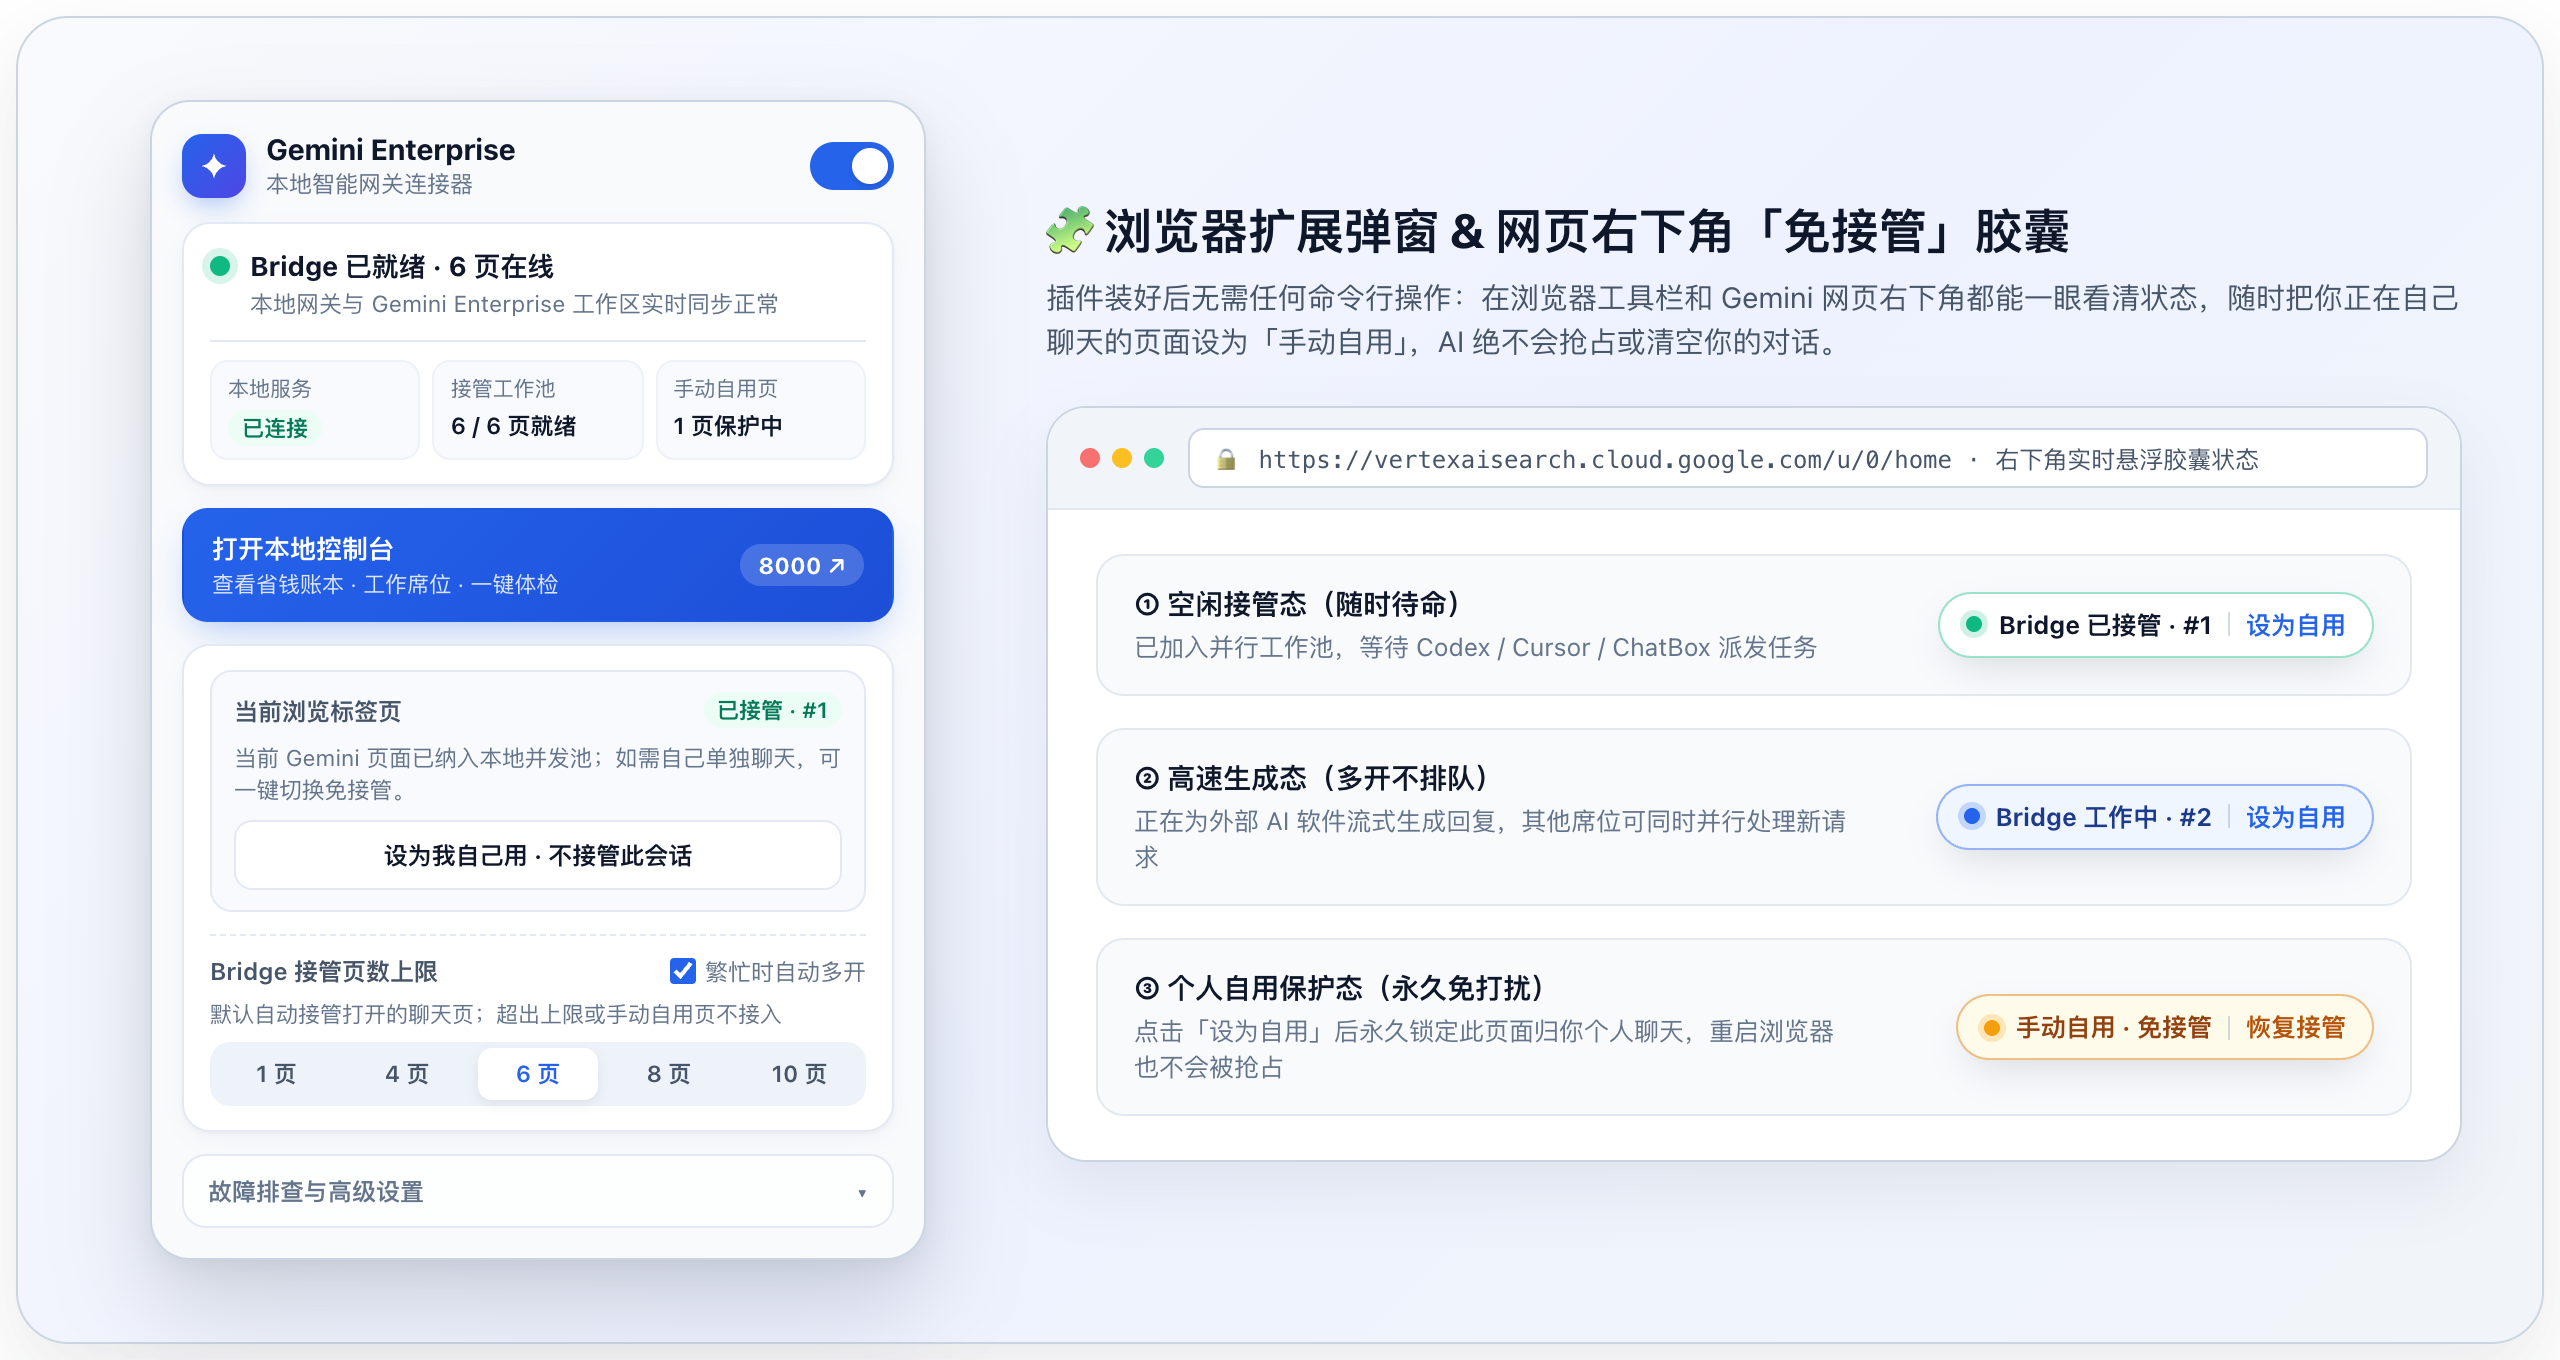 Gemini Enterprise
本地智能网关连接器
Bridge 已就绪 · 6 页在线
本地网关与 Gemini Enterprise 工作区实时同步正常
本地服务
已连接
接管工作池
6 / 6 页就绪
手动自用页
1 页保护中
打开本地控制台
查看省钱账本 · 工作席位 · 一键体检
8000 ↗
当前浏览标签页
已接管 · #1
当前 Gemini 页面已纳入本地并发池；如需自己单独聊天，可
一键切换免接管。
设为我自己用 · 不接管此会话
Bridge 接管页数上限
繁忙时自动多开
默认自动接管打开的聊天页；超出上限或手动自用页不接入
1 页
4 页
6 页
8 页
10 页
故障排查与高级设置
浏览器扩展弹窗 & 网页右下角「免接管」胶囊
插件装好后无需任何命令行操作：在浏览器工具栏和 Gemini 网页右下角都能一眼看清状态，随时把你正在自己
聊天的页面设为「手动自用」，AI 绝不会抢占或清空你的对话。
https://vertexaisearch.cloud.google.com/u/0/home · 右下角实时悬浮胶囊状态
① 空闲接管态（随时待命）
已加入并行工作池，等待 Codex / Cursor / ChatBox 派发任务
Bridge 已接管 · #1
设为自用
② 高速生成态（多开不排队）
正在为外部 AI 软件流式生成回复，其他席位可同时并行处理新请
求
Bridge 工作中 · #2
设为自用
③ 个人自用保护态（永久免打扰）
点击「设为自用」后永久锁定此页面归你个人聊天，重启浏览器
也不会被抢占
手动自用 · 免接管
恢复接管